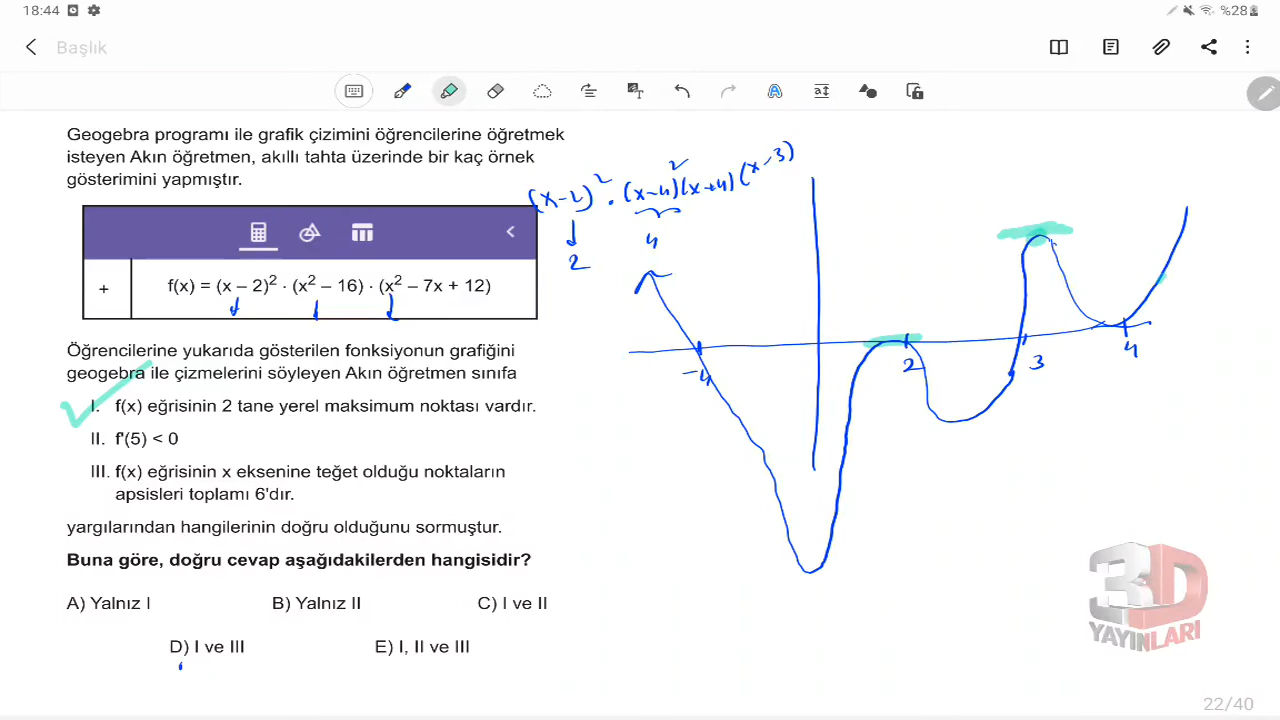 18:44
%28
Başlık
Geogebra programı ile grafik çizimini öğrencilerine öğretmek
isteyen Akın öğretmen, akıllı tahta üzerinde bir kaç örnek
gösterimini yapmıştır.
(x-2)² · (x-4)²(x+4)(x-3)
2
4
+ f(x) = (x – 2)² · (x² – 16) · (x² – 7x + 12)
Öğrencilerine yukarıda gösterilen fonksiyonun grafiğini
geogebra ile çizmelerini söyleyen Akın öğretmen sınıfa
I. f(x) eğrisinin 2 tane yerel maksimum noktası vardır.
II. f'(5) < 0
III. f(x) eğrisinin x eksenine teğet olduğu noktaların
apsisleri toplamı 6'dır.
yargılarından hangilerinin doğru olduğunu sormuştur.
Buna göre, doğru cevap aşağıdakilerden hangisidir?
A) Yalnız I B) Yalnız II C) I ve II
D) I ve III E) I, II ve III
-4 2 3 4
3D
YAYINLARI
22/40